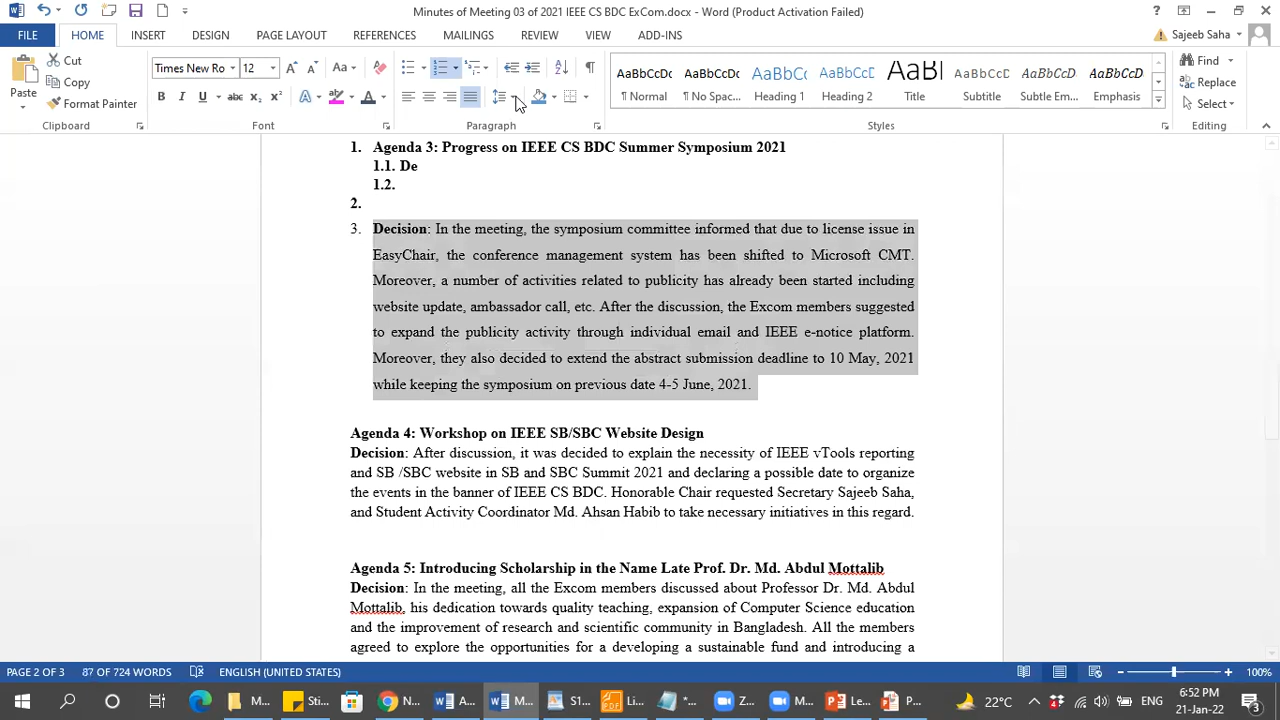 Minutes of Meeting 03 of 2021 IEEE CS BDC ExCom.docx - Word (Product Activation Failed)
FILE HOME INSERT DESIGN PAGE LAYOUT REFERENCES MAILINGS REVIEW VIEW ADD-INS Sajeeb Saha
Paste Cut Copy Format Painter
Times New Ro 12 Aa
B I U abc X₂ X² A A
AaBbCcDc AaBbCcDc AaBbCc AaBbCcDc AaBl AaBbCcDc AaBbCcDc
¶ Normal ¶ No Spac... Heading 1 Heading 2 Title Subtitle Emphasis
Find Replace Select
Clipboard Font Paragraph Styles Editing
1. Agenda 3: Progress on IEEE CS BDC Summer Symposium 2021
1.1. De
1.2.
2.
3. Decision: In the meeting, the symposium committee informed that due to license issue in
EasyChair, the conference management system has been shifted to Microsoft CMT.
Moreover, a number of activities related to publicity has already been started including
website update, ambassador call, etc. After the discussion, the Excom members suggested
to expand the publicity activity through individual email and IEEE e-notice platform.
Moreover, they also decided to extend the abstract submission deadline to 10 May, 2021
while keeping the symposium on previous date 4-5 June, 2021.
Agenda 4: Workshop on IEEE SB/SBC Website Design
Decision: After discussion, it was decided to explain the necessity of IEEE vTools reporting
and SB /SBC website in SB and SBC Summit 2021 and declaring a possible date to organize
the events in the banner of IEEE CS BDC. Honorable Chair requested Secretary Sajeeb Saha,
and Student Activity Coordinator Md. Ahsan Habib to take necessary initiatives in this regard.
Agenda 5: Introducing Scholarship in the Name Late Prof. Dr. Md. Abdul Mottalib
Decision: In the meeting, all the Excom members discussed about Professor Dr. Md. Abdul
Mottalib, his dedication towards quality teaching, expansion of Computer Science education
and the improvement of research and scientific community in Bangladesh. All the members
agreed to explore the opportunities for a developing a sustainable fund and introducing a
PAGE 2 OF 3 87 OF 724 WORDS ENGLISH (UNITED STATES) 100%
M... Sti... N... A... M... S1... Li... *... Z... M... Le... P... 22°C ENG 6:52 PM
21-Jan-22 3